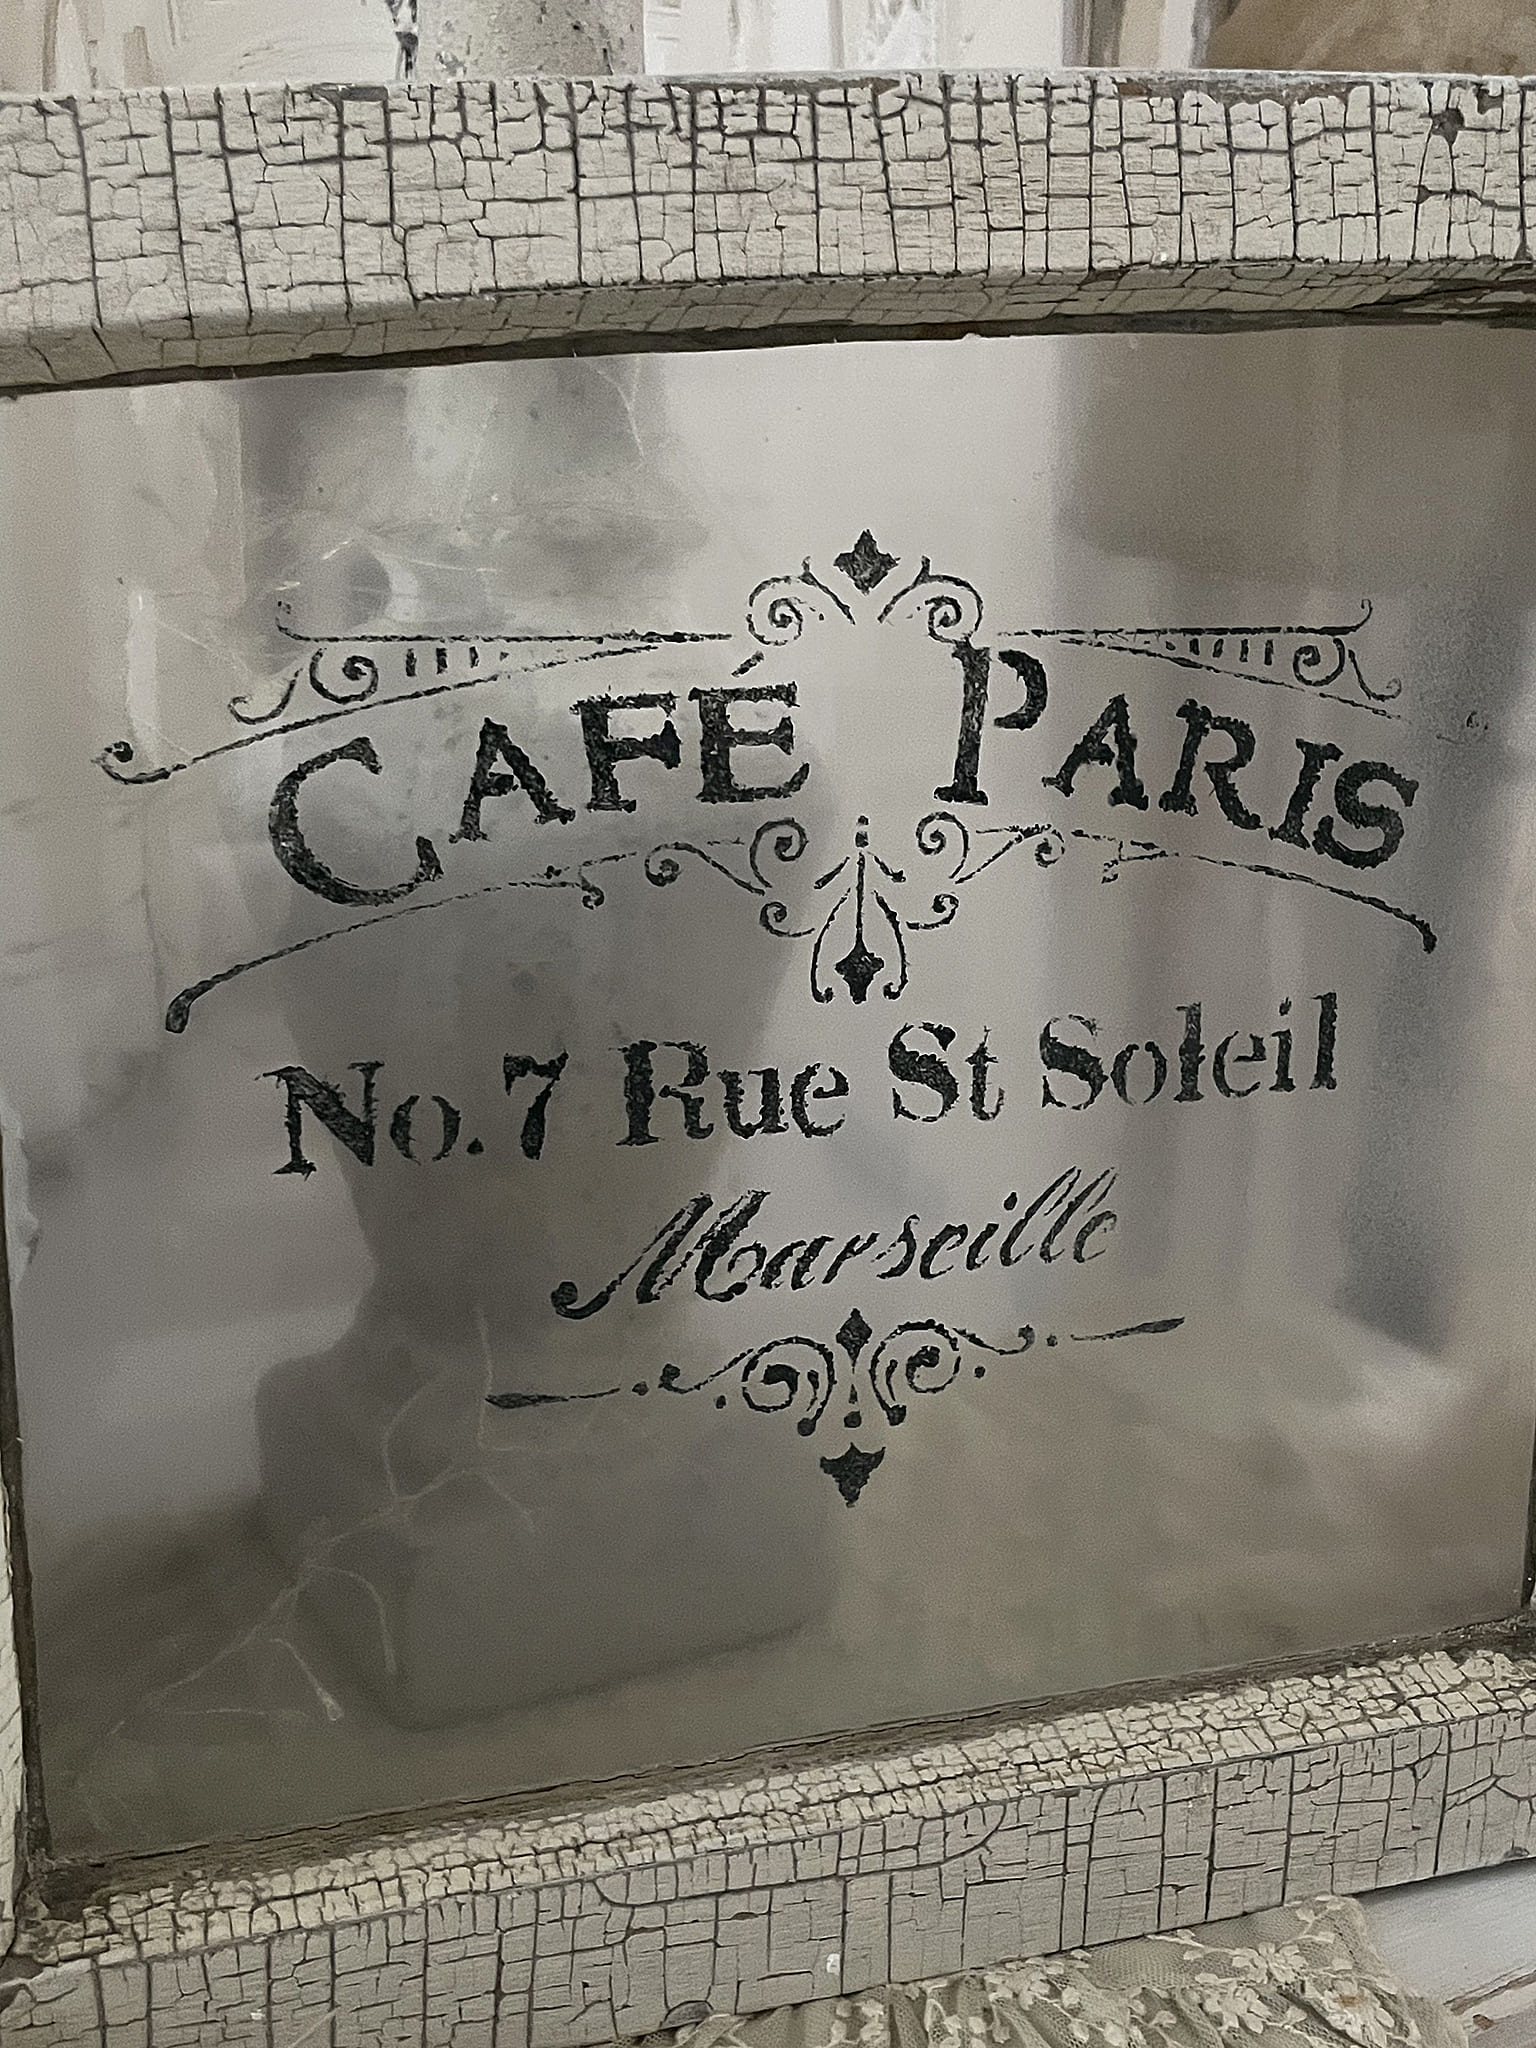 CAFÉ PARIS
No. 7 Rue St Soleil
Marseille